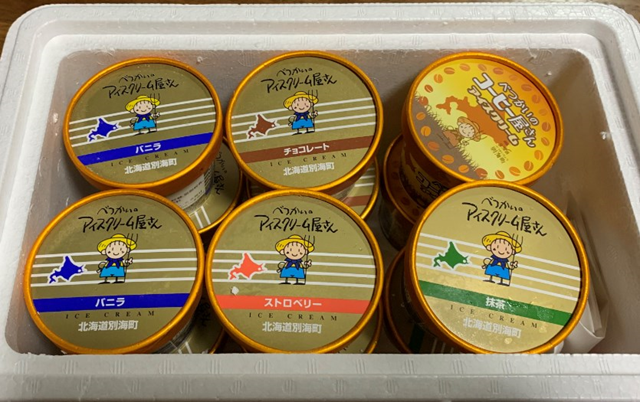 べつかいの
アイスクリーム屋さん
バニラ
ICE CREAM
北海道別海町
べつかいの
アイスクリーム屋さん
チョコレート
ICE CREAM
北海道別海町
べつかいの
コーヒー屋さん
アイスクリーム
べつかいの
アイスクリーム屋さん
バニラ
ICE CREAM
北海道別海町
べつかいの
アイスクリーム屋さん
ストロベリー
ICE CREAM
北海道別海町
べつかいの
アイスクリーム屋さん
抹茶
ICE CREAM
北海道別海町